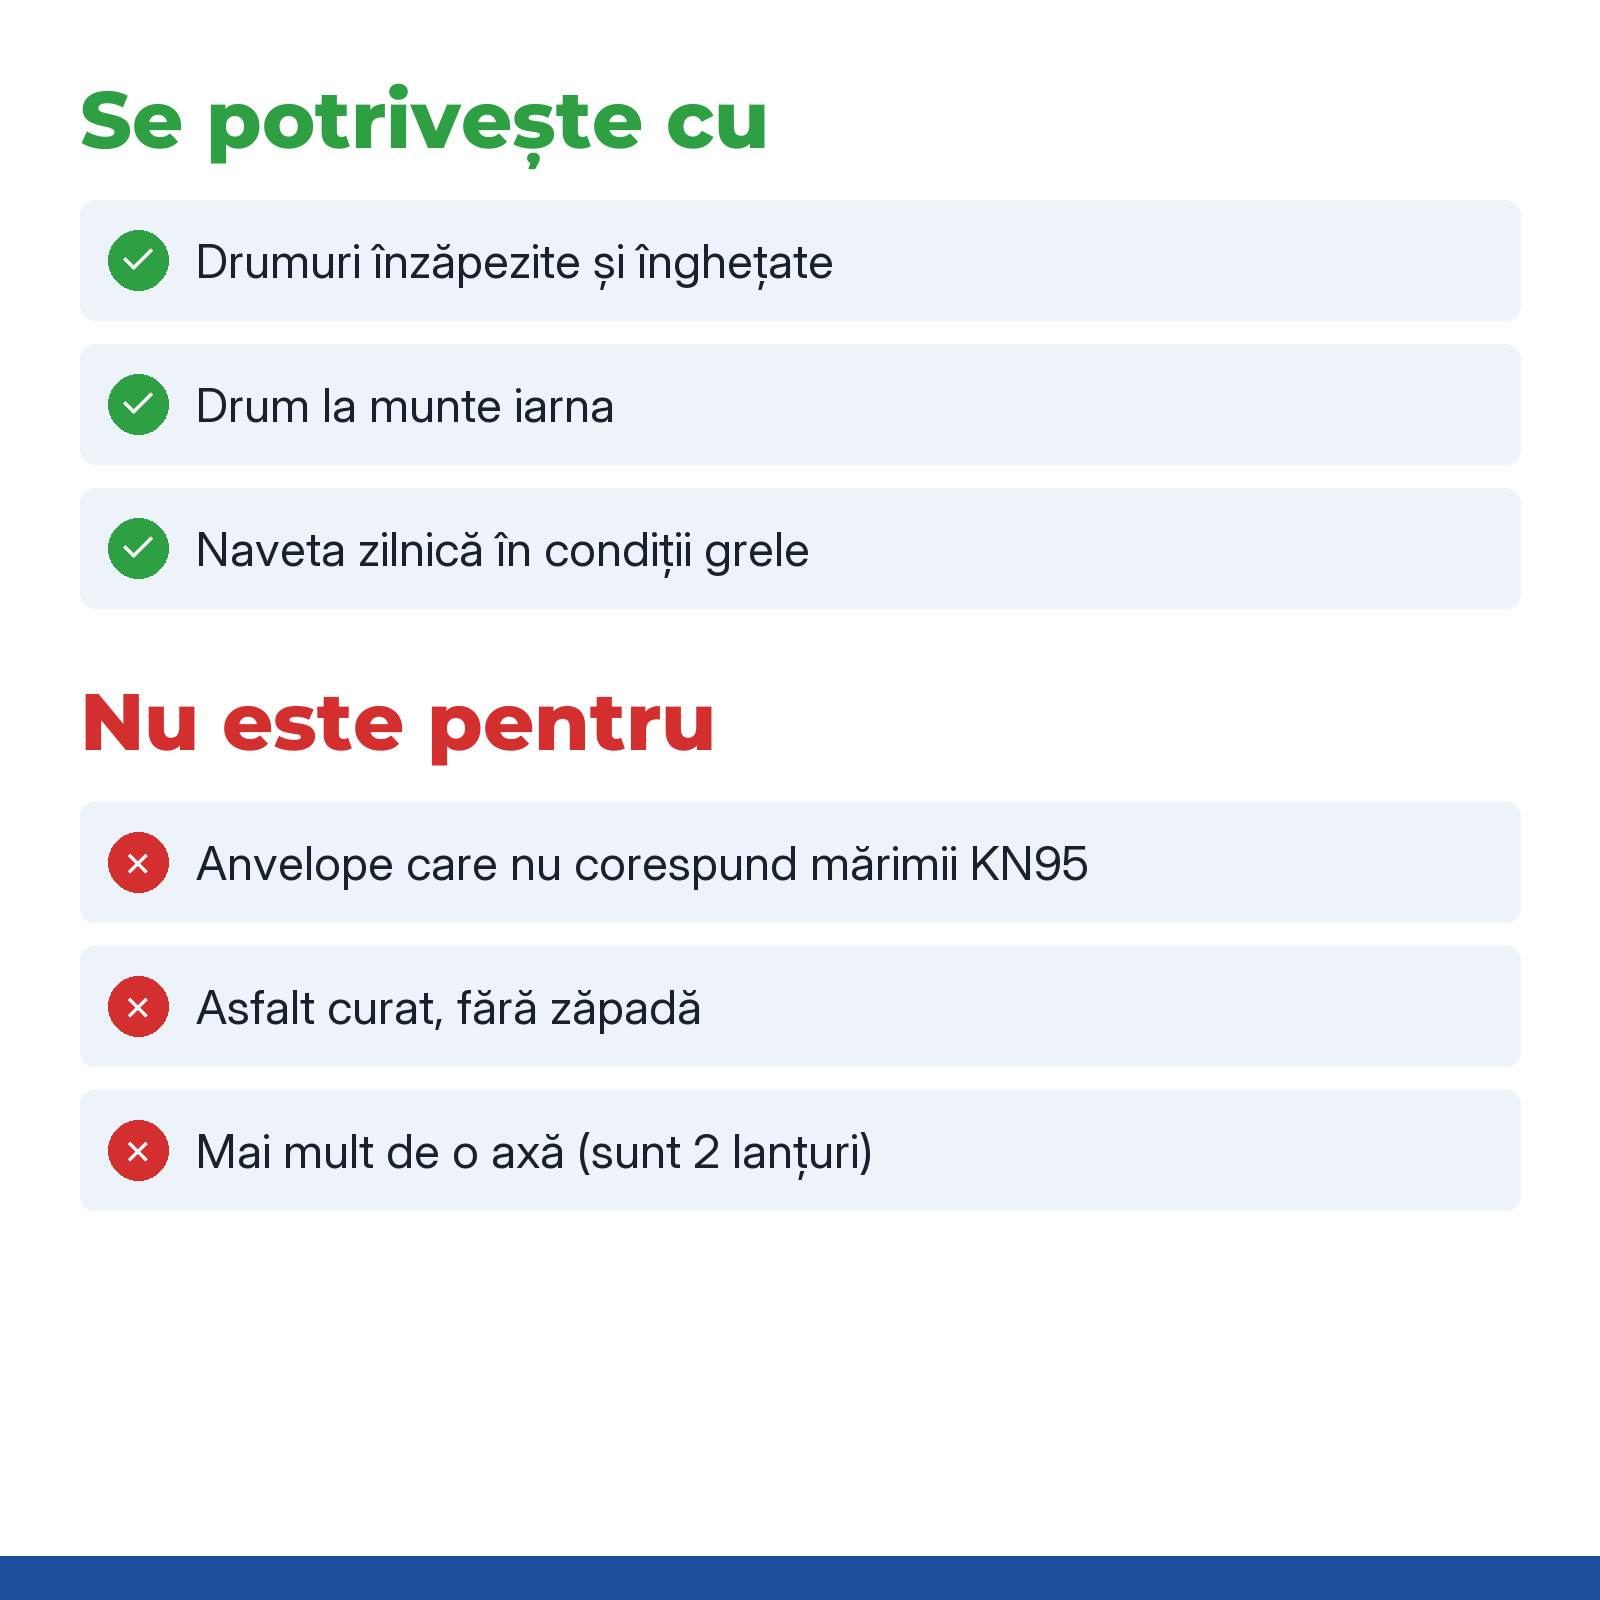 Se potrivește cu
Drumuri înzăpezite și înghețate
Drum la munte iarna
Naveta zilnică în condiții grele
Nu este pentru
Anvelope care nu corespund mărimii KN95
Asfalt curat, fără zăpadă
Mai mult de o axă (sunt 2 lanțuri)